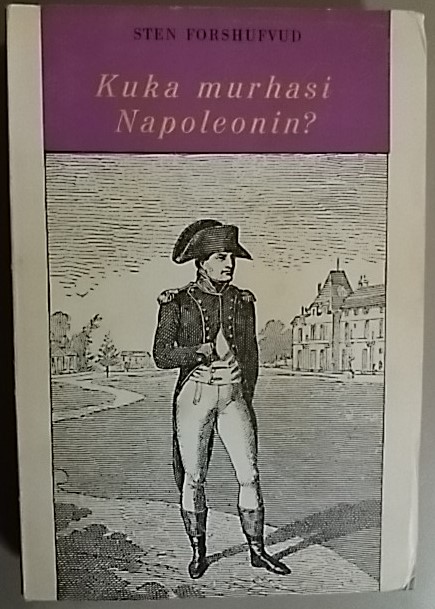 STEN FORSHUFVUD
Kuka murhasi
Napoleonin?